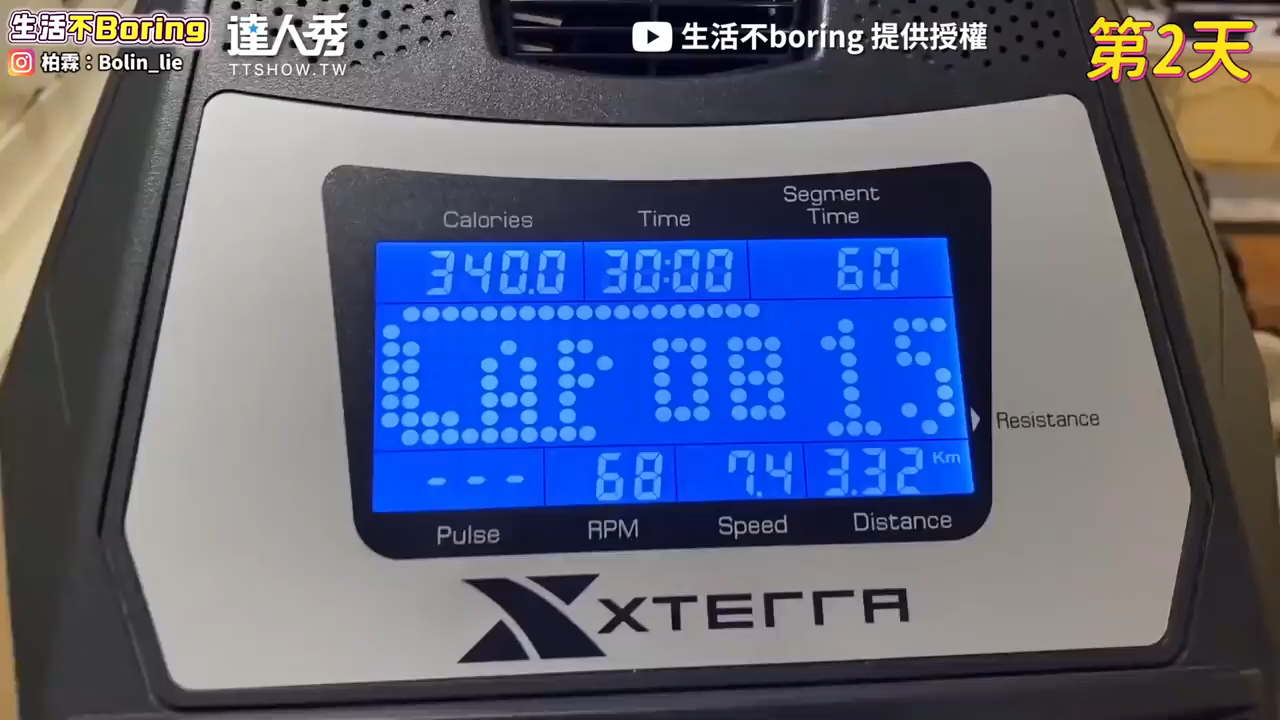 生活不Boring
柏霖：Bolin_lie
達人秀
TTSHOW.TW
生活不boring 提供授權
第2天
Calories
Time
Segment
Time
340.0
30:00
60
LAP 08 15
Resistance
--- 68 7.4 3.32 Km
Pulse
RPM
Speed
Distance
XTERRA